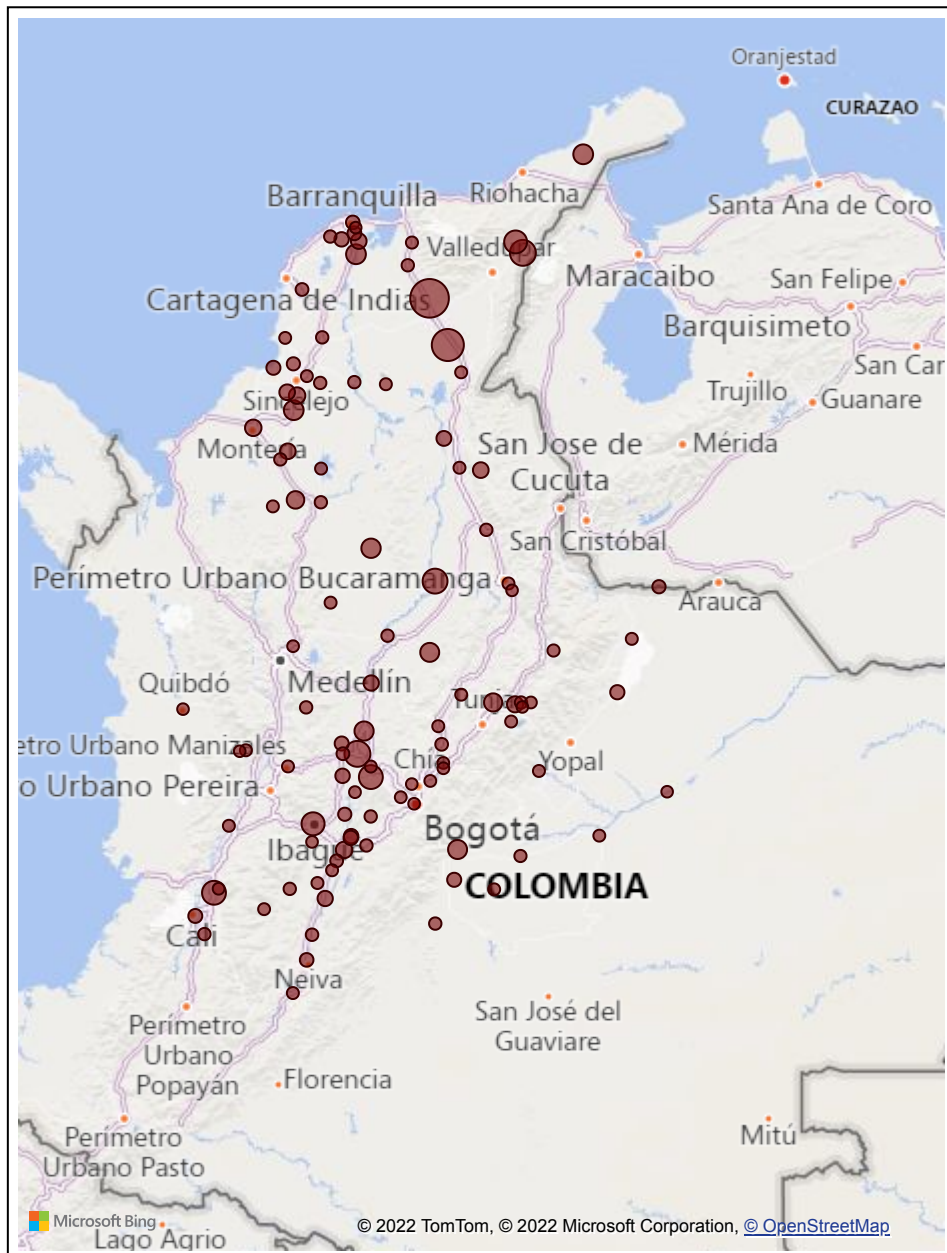 Oranjestad
CURAZAO
Barranquilla
Riohacha
Santa Ana de Coro
Valledupar
Maracaibo
San Felipe
Cartagena de Indias
Barquisimeto
San Car
Trujillo
Guanare
Sincelejo
Montería
San Jose de
Cucuta
Mérida
San Cristóbal
Perímetro Urbano Bucaramanga
Arauca
Quibdó
Medellín
Tunja
etro Urbano Manizales
Chía
Yopal
o Urbano Pereira
Bogotá
Ibagué
COLOMBIA
Cali
Neiva
San José del
Guaviare
Perímetro
Urbano
Popayán
Florencia
Mitú
Perímetro
Urbano Pasto
Microsoft Bing
© 2022 TomTom, © 2022 Microsoft Corporation, © OpenStreetMap
Lago Agrio